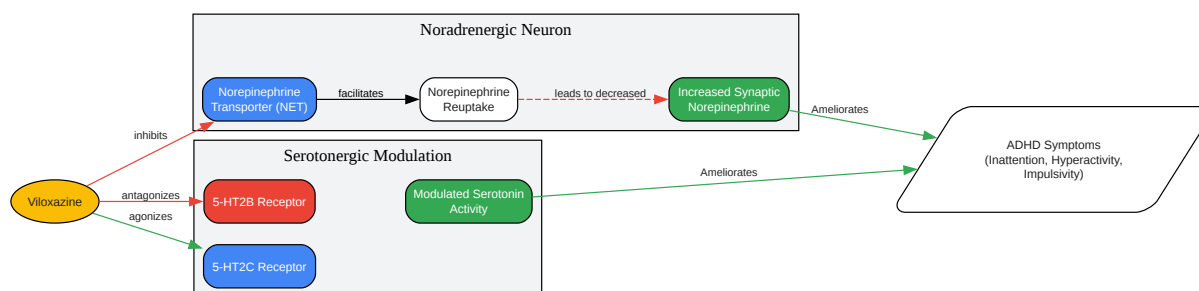 Noradrenergic Neuron
Norepinephrine
Transporter (NET)
facilitates
Norepinephrine
Reuptake
leads to decreased
Increased Synaptic
Norepinephrine
Ameliorates
inhibits
Serotonergic Modulation
Viloxazine
antagonizes
5-HT2B Receptor
Modulated Serotonin
Activity
Ameliorates
ADHD Symptoms
(Inattention, Hyperactivity,
Impulsivity)
agonizes
5-HT2C Receptor